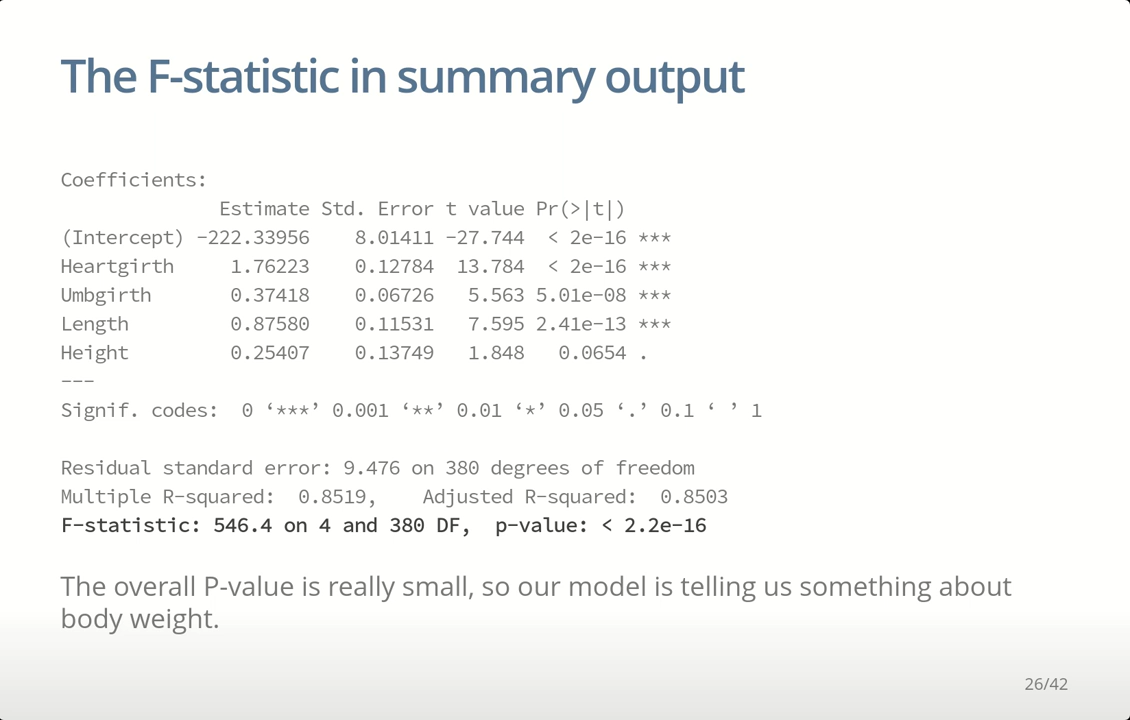 The F-statistic in summary output
Coefficients:
             Estimate Std. Error t value Pr(>|t|)
(Intercept) −222.33956    8.01411 −27.744  < 2e−16 ***
Heartgirth     1.76223    0.12784  13.784  < 2e−16 ***
Umbgirth       0.37418    0.06726   5.563 5.01e−08 ***
Length         0.87580    0.11531   7.595 2.41e−13 ***
Height         0.25407    0.13749   1.848   0.0654 .
−−−
Signif. codes:  0 ‘***’ 0.001 ‘**’ 0.01 ‘*’ 0.05 ‘.’ 0.1 ‘ ’ 1
Residual standard error: 9.476 on 380 degrees of freedom
Multiple R-squared:  0.8519,    Adjusted R-squared:  0.8503
F−statistic: 546.4 on 4 and 380 DF,  p−value: < 2.2e−16
The overall P-value is really small, so our model is telling us something about
body weight.
26/42